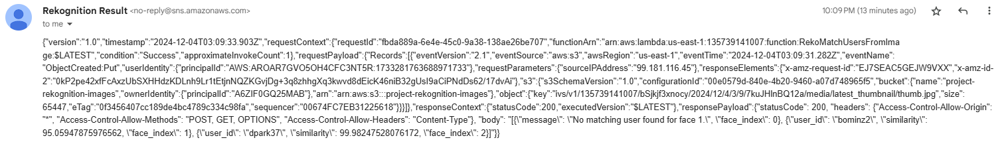 Rekognition Result <no-reply@sns.amazonaws.com> 10:09 PM (13 minutes ago)
to me
{"version":"1.0","timestamp":"2024-12-04T03:09:33.903Z","requestContext":{"requestId":"fbda889a-6e4e-45c0-9a38-138ae26be707","functionArn":"arn:aws:lambda:us-east-1:135739141007:function:RekoMatchUsersFromIma
ge:$LATEST","condition":"Success","approximateInvokeCount":1},"requestPayload":{"Records":[{"eventVersion":"2.1","eventSource":"aws:s3","awsRegion":"us-east-1","eventTime":"2024-12-04T03:09:31.282Z","eventName":
"ObjectCreated:Put","userIdentity":{"principalId":"AWS:AROAR7GVO5OH4CFC3NT5R:1733281763688971733"},"requestParameters":{"sourceIPAddress":"99.181.116.45"},"responseElements":{"x-amz-request-id":"EJ7SEAC5GEJW9VXX","x-amz-id-
2":"0kP2pe42xfFcAxzUbSXHHdzKDLnh9Lr1tEtjnNQZKGvjDg+3q8zhhgXq3kwvd8dEicK46niB32gUsI9aCiPNdDs62/17dvAi"},"s3":{"s3SchemaVersion":"1.0","configurationId":"00e0579d-840e-4b20-9460-a07d748965f5","bucket":{"name":"project-
rekognition-images","ownerIdentity":{"principalId":"A6ZIF0GQ25MAB"},"arn":"arn:aws:s3:::project-rekognition-images"},"object":{"key":"ivs/v1/135739141007/bSjkjf3xnocy/2024/12/4/3/9/7kuJHInBQ12a/media/latest_thumbnail/thumb.jpg","size":
65447,"eTag":"0f3456407cc189de4bc4789c334c98fa","sequencer":"00674FC7EB31225618"}}}]},"responseContext":{"statusCode":200,"executedVersion":"$LATEST"},"responsePayload":{"statusCode": 200, "headers": {"Access-Control-Allow-Origin":
"*", "Access-Control-Allow-Methods": "POST, GET, OPTIONS", "Access-Control-Allow-Headers": "Content-Type"}, "body": "[{\"message\": \"No matching user found for face 1.\", \"face_index\": 0}, {\"user_id\": \"bominz2\", \"similarity\":
95.05947875976562, \"face_index\": 1}, {\"user_id\": \"dpark37\", \"similarity\": 99.98247528076172, \"face_index\": 2}]"}}